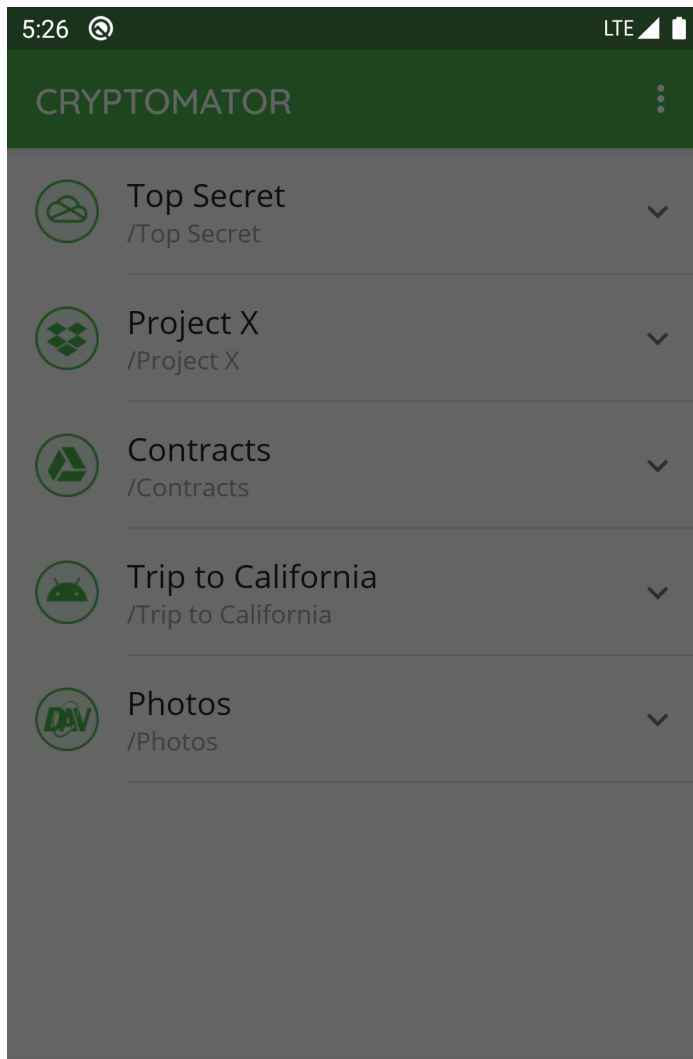 5:26 LTE
CRYPTOMATOR
Top Secret
/Top Secret
Project X
/Project X
Contracts
/Contracts
Trip to California
/Trip to California
DAV
Photos
/Photos